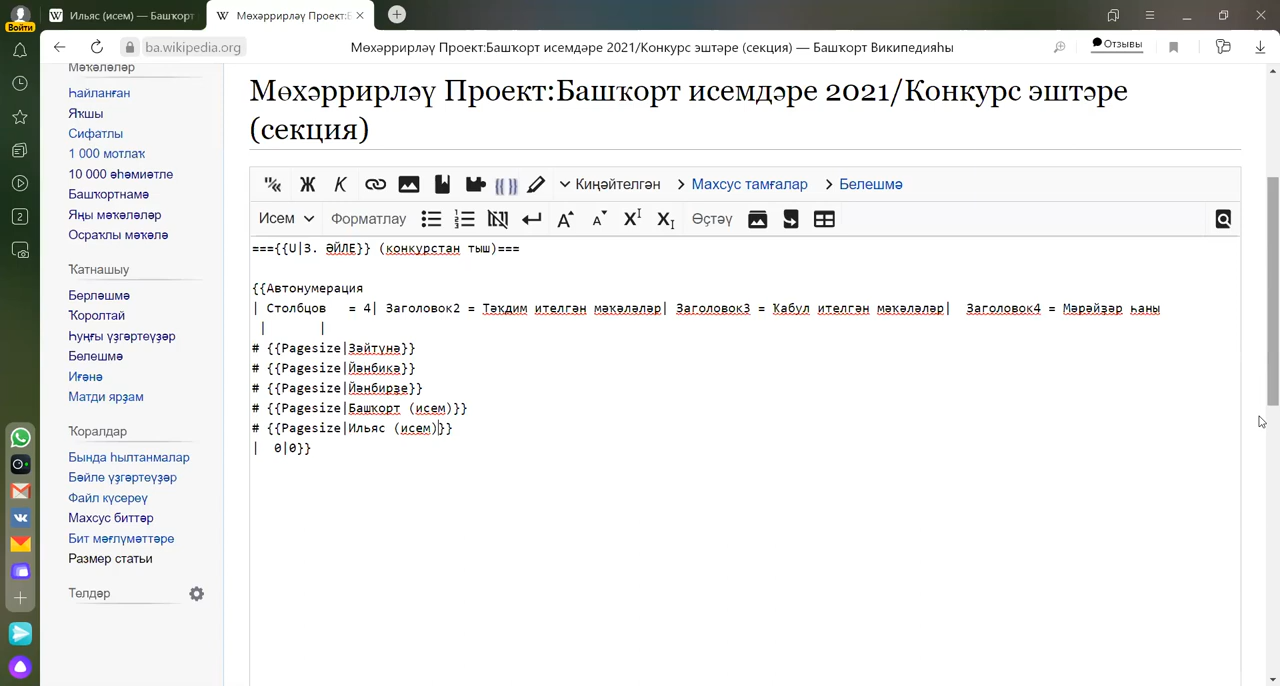 Войти
Ильяс (исем) — Башҡорт
Мөхәррирләү Проект:Б
ba.wikipedia.org
Мөхәррирләү Проект:Башҡорт исемдәре 2021/Конкурс эштәре (секция) — Башҡорт Википедияһы
Отзывы
Мәҡәләләр
Һайланған
Яҡшы
Сифатлы
1 000 мотлаҡ
10 000 әһәмиәтле
Башҡортнамә
Яңы мәҡәләләр
Осраҡлы мәҡәлә
Ҡатнашыу
Берләшмә
Ҡоролтай
Һуңғы үҙгәртеүҙәр
Белешмә
Иғәнә
Матди ярҙам
Ҡоралдар
Бында һылтанмалар
Бәйле үҙгәртеүҙәр
Файл күсереү
Махсус биттәр
Бит мәғлүмәттәре
Размер статьи
Телдәр
Мөхәррирләү Проект:Башҡорт исемдәре 2021/Конкурс эштәре
(секция)
Ж К Киңәйтелгән Махсус тамғалар Белешмә
Исем Форматлау Өҫтәү
==={{U|З. ӘЙЛЕ}} (конкурстан тыш)===
{{Автонумерация
| Столбцов = 4| Заголовок2 = Тәҡдим ителгән мәҡәләләр| Заголовок3 = Ҡабул ителгән мәҡәләләр| Заголовок4 = Мәрәйҙәр һаны
| |
# {{Pagesize|Зәйтүнә}}
# {{Pagesize|Йәнбикә}}
# {{Pagesize|Йәнбирҙе}}
# {{Pagesize|Башҡорт (исем)}}
# {{Pagesize|Ильяс (исем)}}
| 0|0}}
2